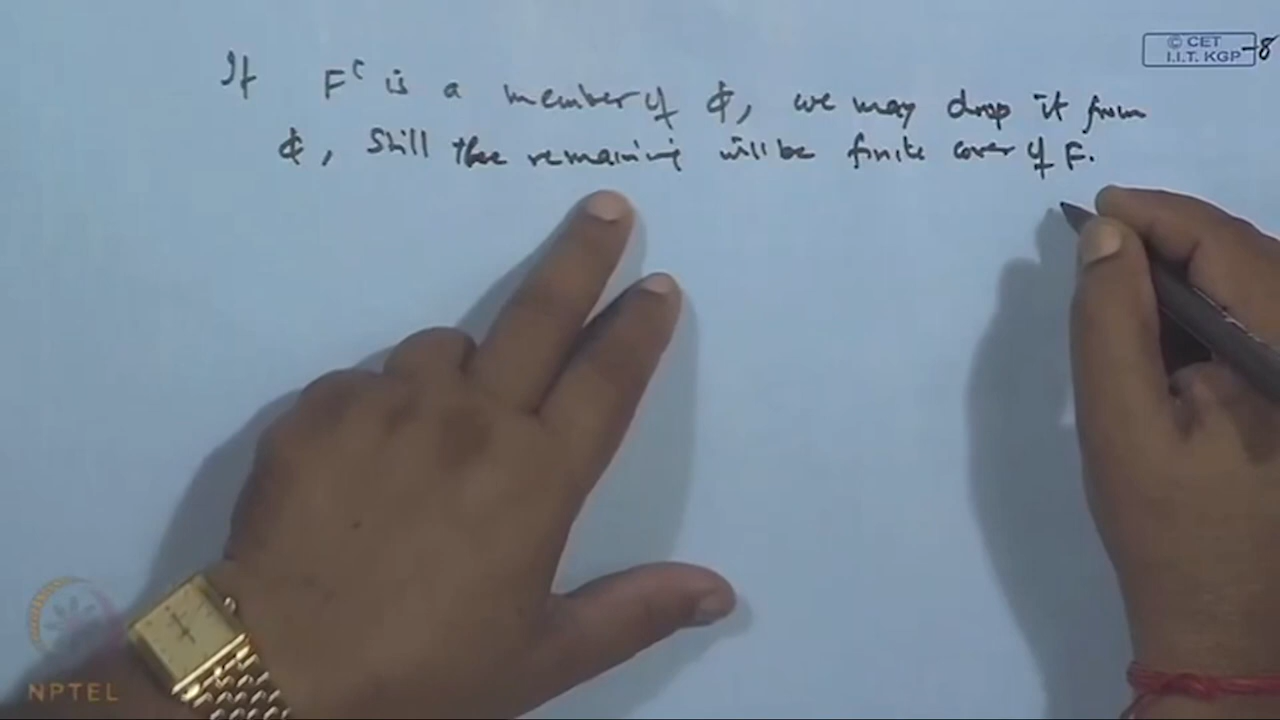 © CET
I.I.T. KGP
-8
If F^c is a member of Φ, we may drop it from
Φ, Still the remaining will be finite cover of F.
NPTEL